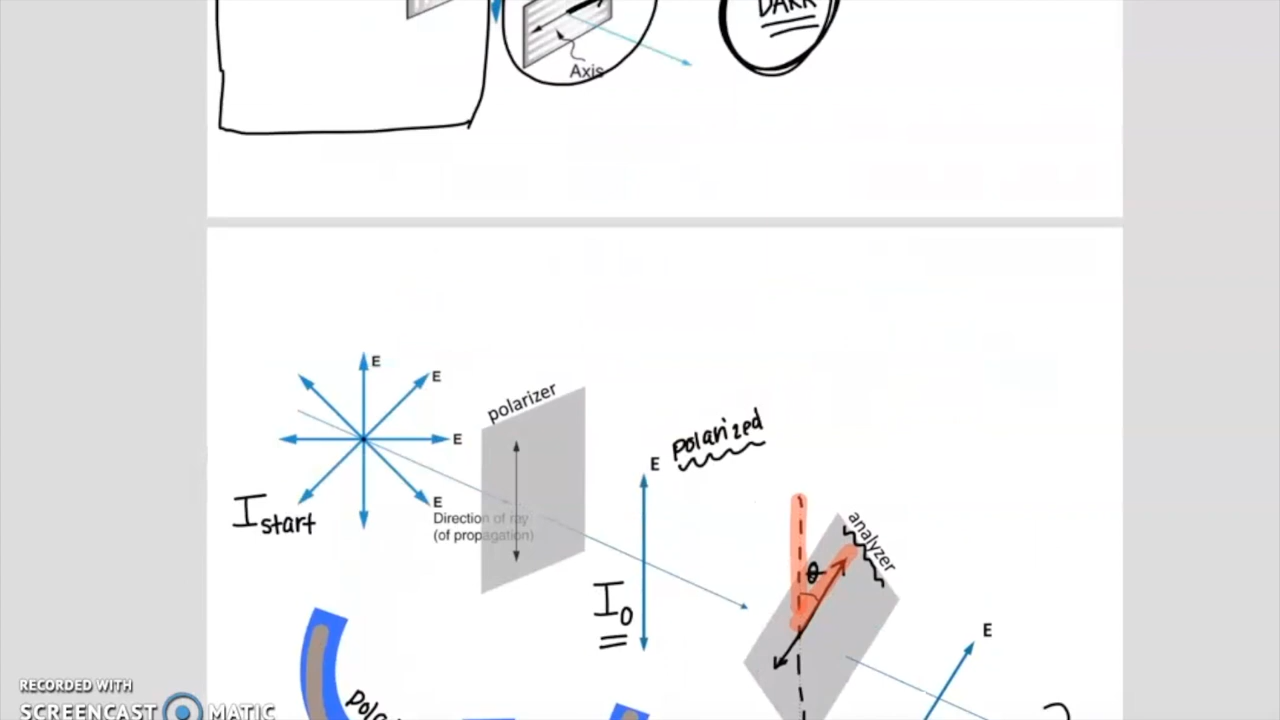 DARK
Axis
E
E
polarizer
E
polarized
E
E
I start
Direction of ray
(of propagation)
analyzer
θ
I₀
E
RECORDED WITH
SCREENCAST MATIC